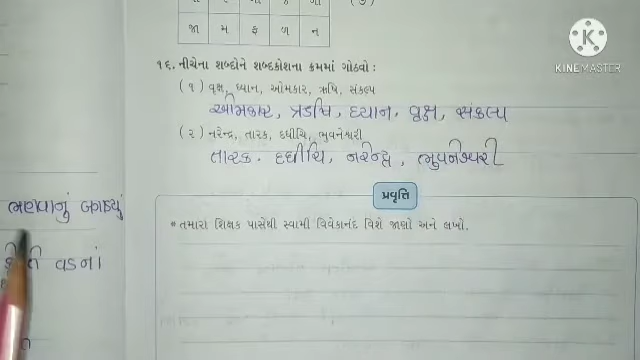 જા મ ફ ળ ન
૧૬. નીચેના શબ્દોને શબ્દકોશના ક્રમમાં ગોઠવો :
(૧) વૃક્ષ, ધ્યાન, ઓમકાર, ઋષિ, સંકલ્પ
ઓમકાર, ઋષિ, ધ્યાન. વૃક્ષ, સંકલ્પ
(૨) નરેન્દ્ર, તારક, દધીચિ, ભુવનેશ્વરી
તારક. દધીચિ, નરેન્દ્ર, ભુવનેશ્વરી
પ્રવૃત્તિ
* તમારા શિક્ષક પાસેથી સ્વામી વિવેકાનંદ વિશે જાણો અને લખો.
ભણવાનું
વડનાં
K
KINEMASTER